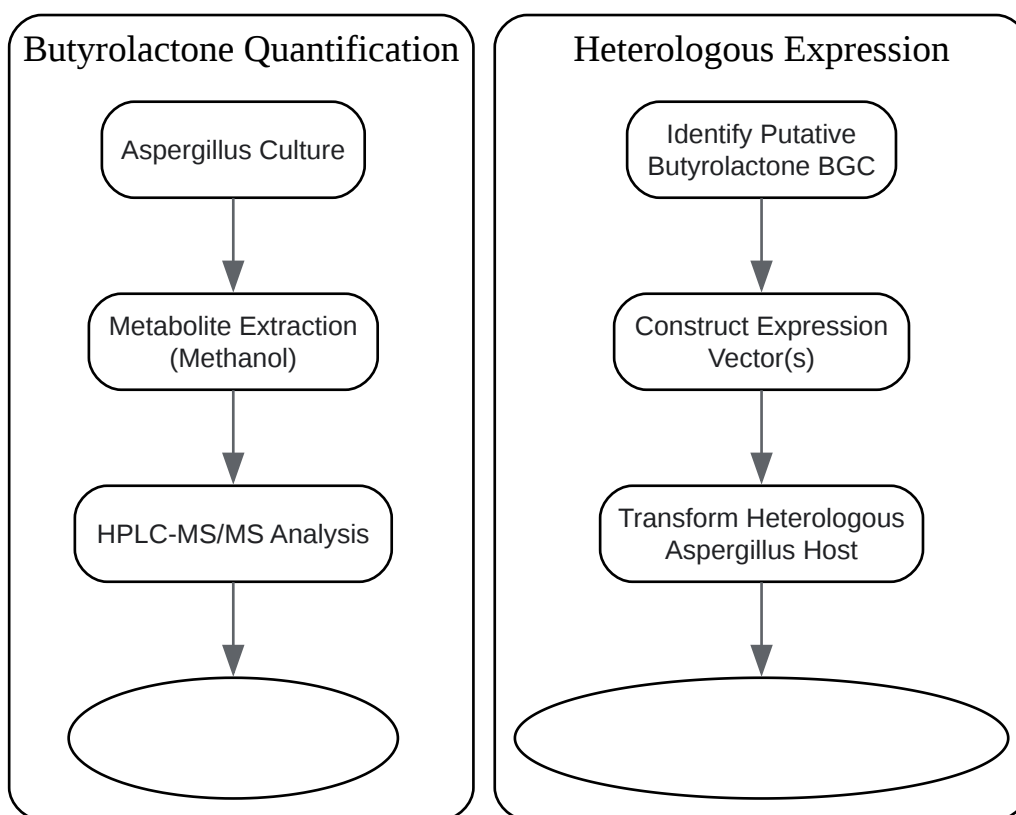 Butyrolactone Quantification
Aspergillus Culture
Metabolite Extraction
(Methanol)
HPLC-MS/MS Analysis
Heterologous Expression
Identify Putative
Butyrolactone BGC
Construct Expression
Vector(s)
Transform Heterologous
Aspergillus Host